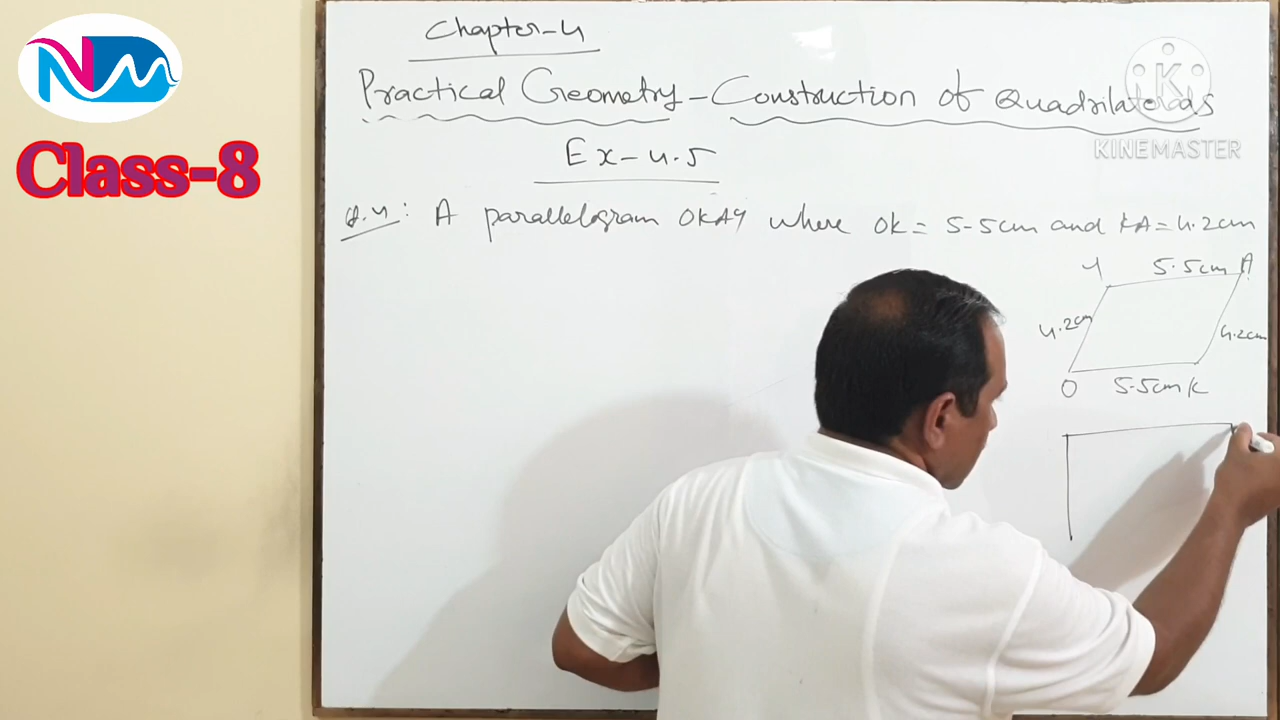 NM
Class-8
Chapter-4
Practical Geometry - Construction of Quadrilaterals
KINEMASTER
Ex-4.5
Q.4: A parallelogram OKAY where OK = 5.5cm and KA = 4.2cm
Y 5.5cm A
4.2cm 4.2cm
O 5.5cm K